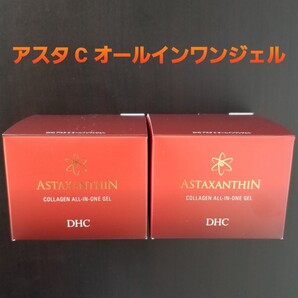 アスタ C オールインワンジェル
ASTAXANTHIN
COLLAGEN ALL-IN-ONE GEL
DHC
ASTAXANTHIN
COLLAGEN ALL-IN-ONE GEL
DHC